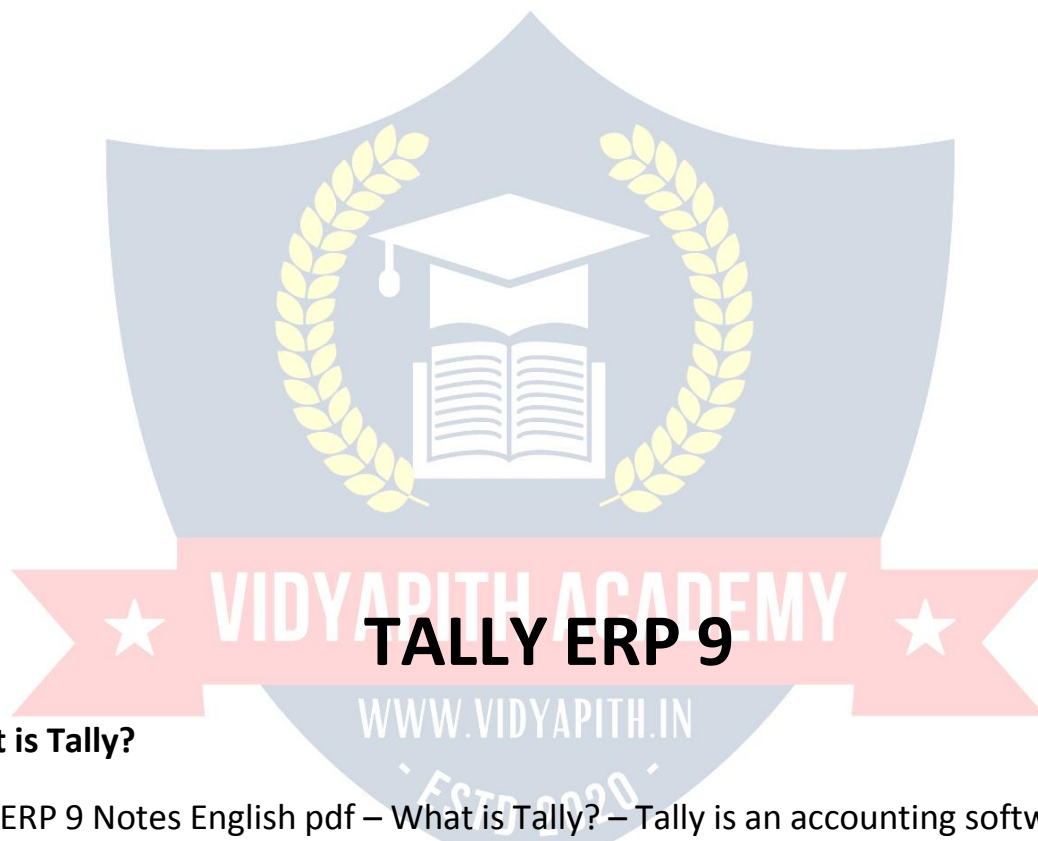 VIDYAPITH ACADEMY
TALLY ERP 9
WWW.VIDYAPITH.IN
is Tally?
- ESTD 2020 -
ERP 9 Notes English pdf – What is Tally? – Tally is an accounting